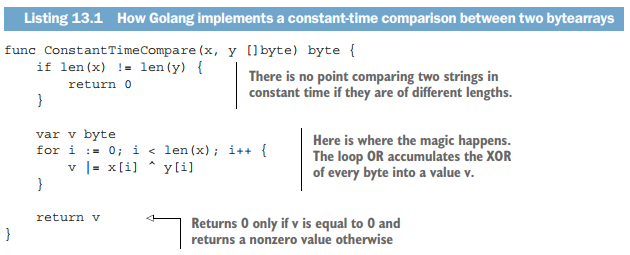 Listing 13.1 How Golang implements a constant-time comparison between two bytearrays
func ConstantTimeCompare(x, y []byte) byte {
if len(x) != len(y) {
return 0
}
There is no point comparing two strings in
constant time if they are of different lengths.
var v byte
for i := 0; i < len(x); i++ {
v |= x[i] ^ y[i]
}
Here is where the magic happens.
The loop OR accumulates the XOR
of every byte into a value v.
return v
Returns 0 only if v is equal to 0 and
returns a nonzero value otherwise
}